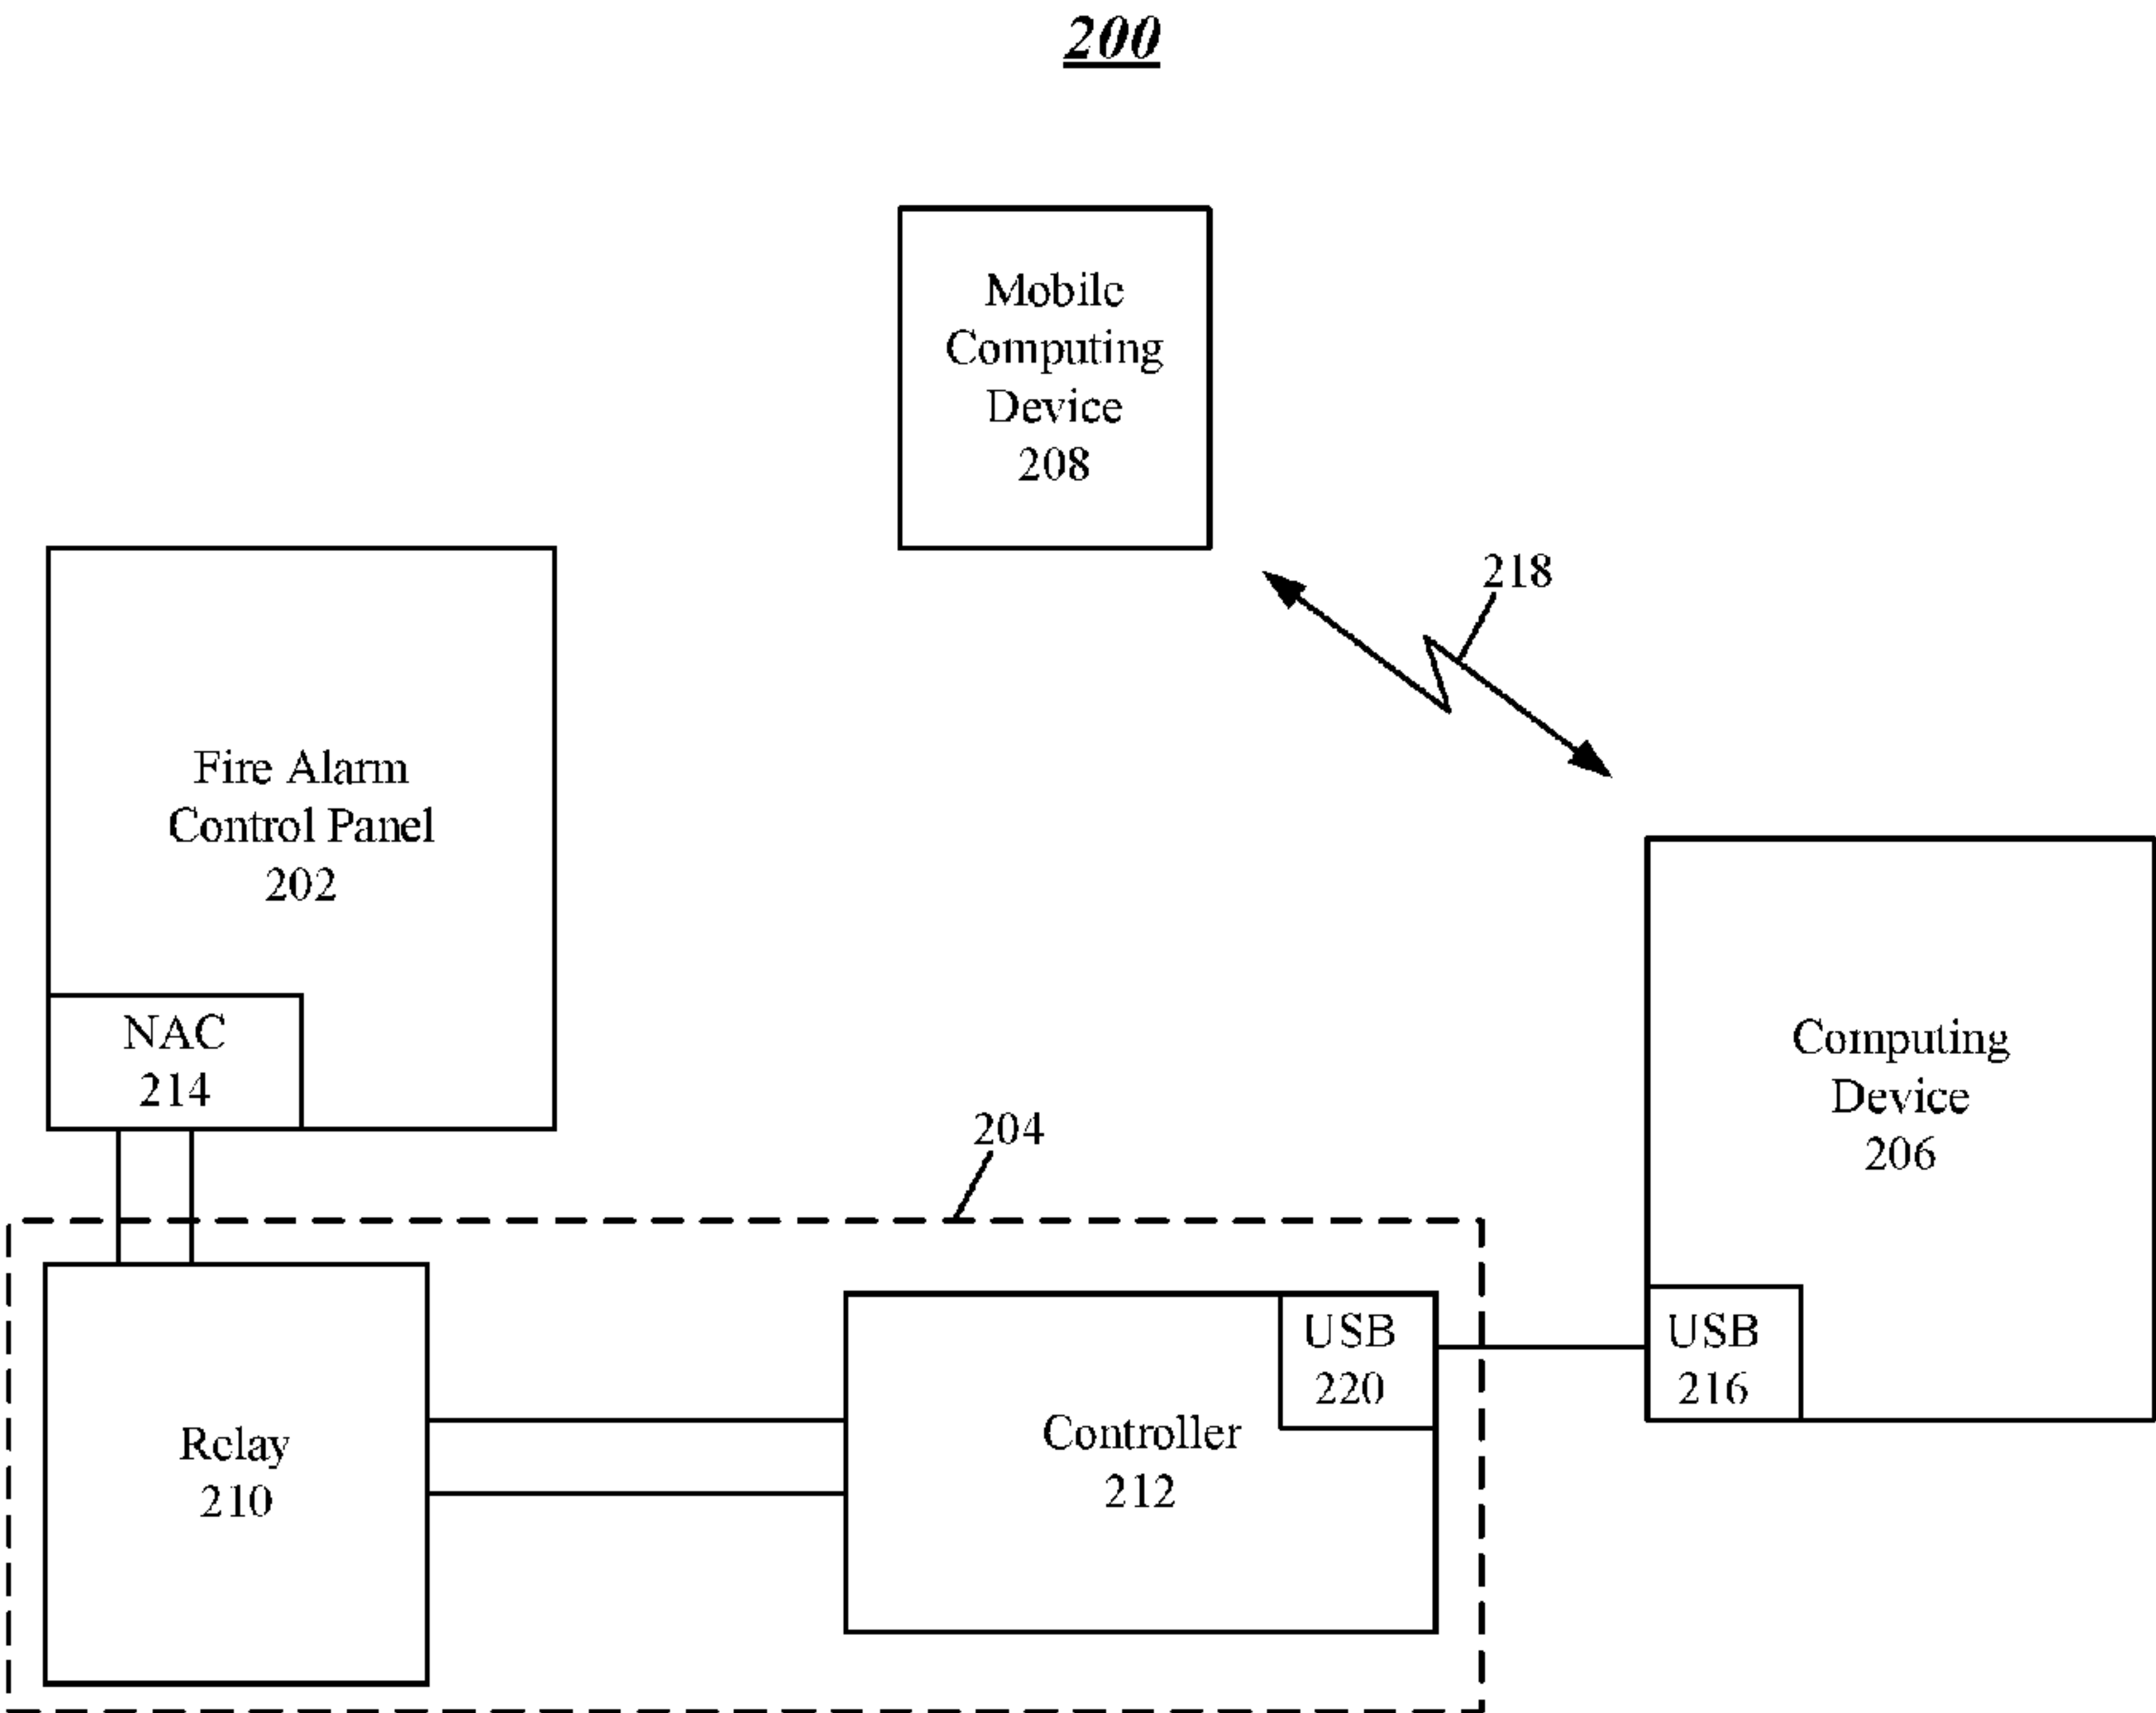 200
Mobile
Computing
Device
208
218
Fire Alarm
Control Panel
202
NAC
214
Computing
Device
206
204
USB
220
USB
216
Relay
210
Controller
212